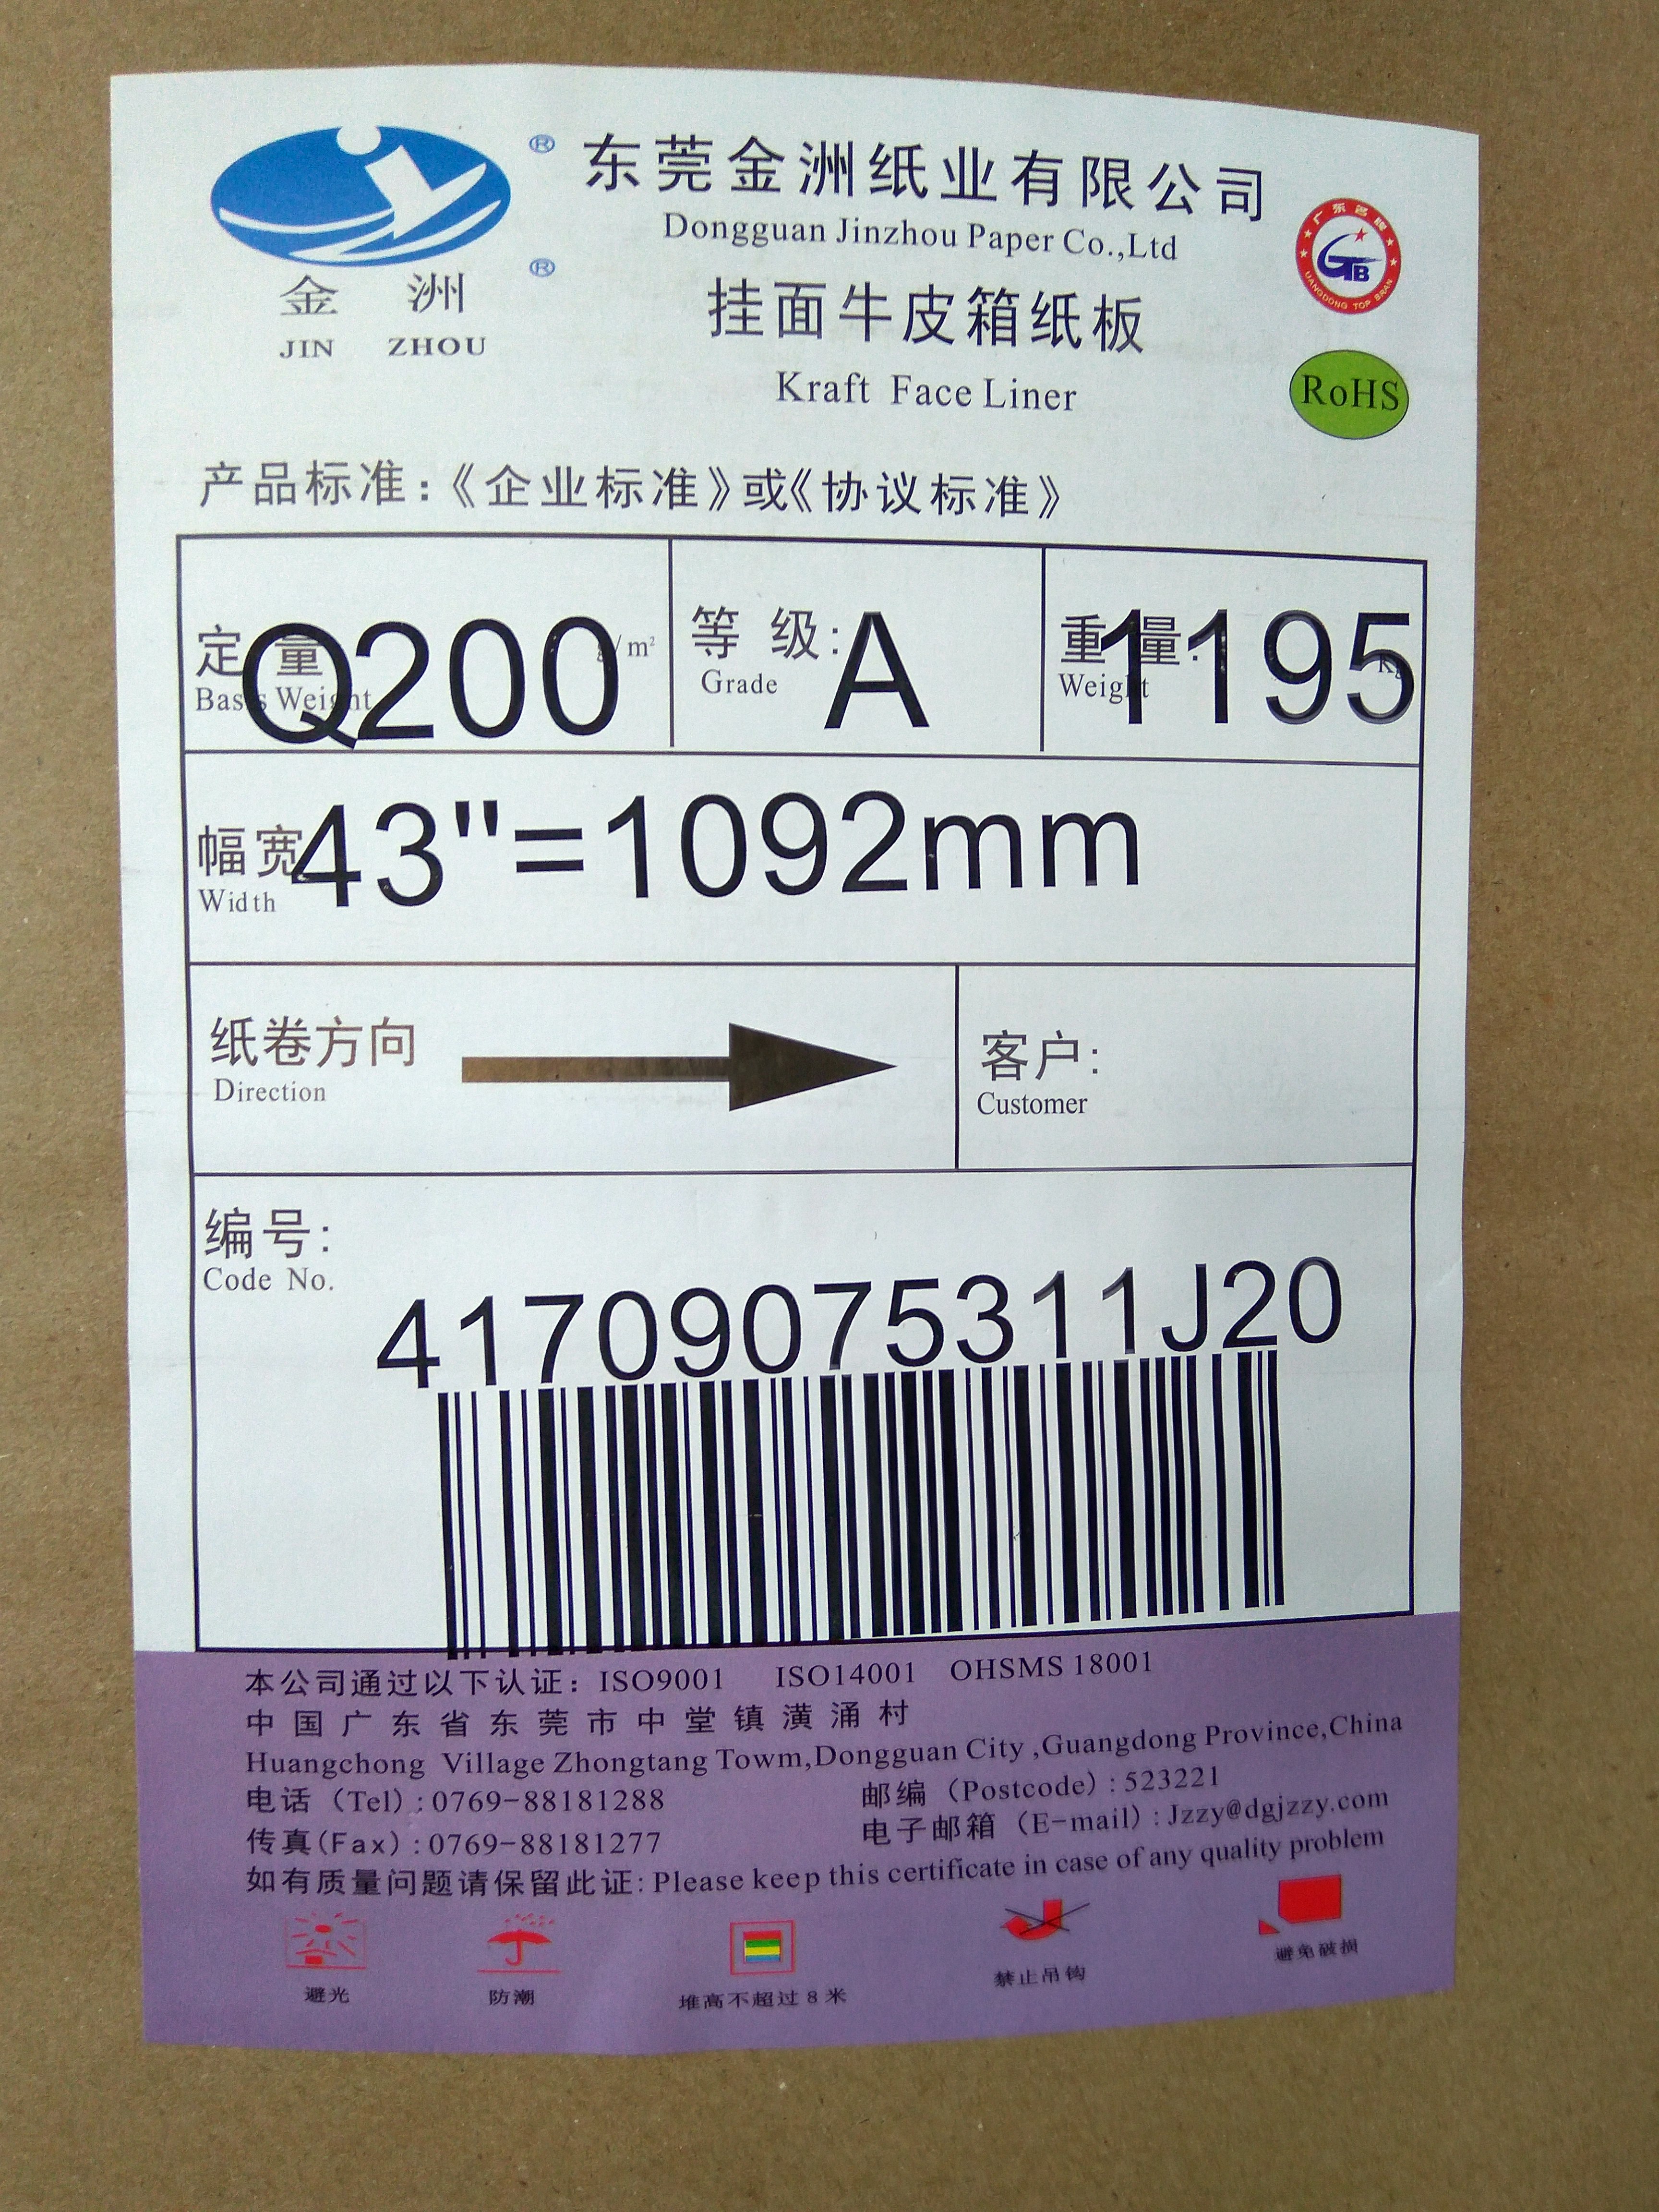 东莞金洲纸业有限公司
Dongguan Jinzhou Paper Co.,Ltd
金 洲
JIN ZHOU
挂面牛皮箱纸板
Kraft Face Liner
广东名牌
UANGDONG TOP BRAN
GTB
RoHS
产品标准:《企业标准》或《协议标准》
定 量 Q200 g/m²
Basis Weight
等 级: A
Grade
重 量: 1195 Kg
Weight
幅宽 43"=1092mm
Width
纸卷方向
Direction
客户:
Customer
编号:
Code No.
41709075311J20
本公司通过以下认证: ISO9001 ISO14001 OHSMS 18001
中国广东省东莞市中堂镇潢涌村
Huangchong Village Zhongtang Towm,Dongguan City ,Guangdong Province,China
电话 (Tel) : 0769-88181288 邮编 (Postcode) : 523221
传真(Fax) : 0769-88181277 电子邮箱 (E-mail) : Jzzy@dgjzzy.com
如有质量问题请保留此证: Please keep this certificate in case of any quality problem
避光 防潮 堆高不超过8米 禁止吊钩 避免破损